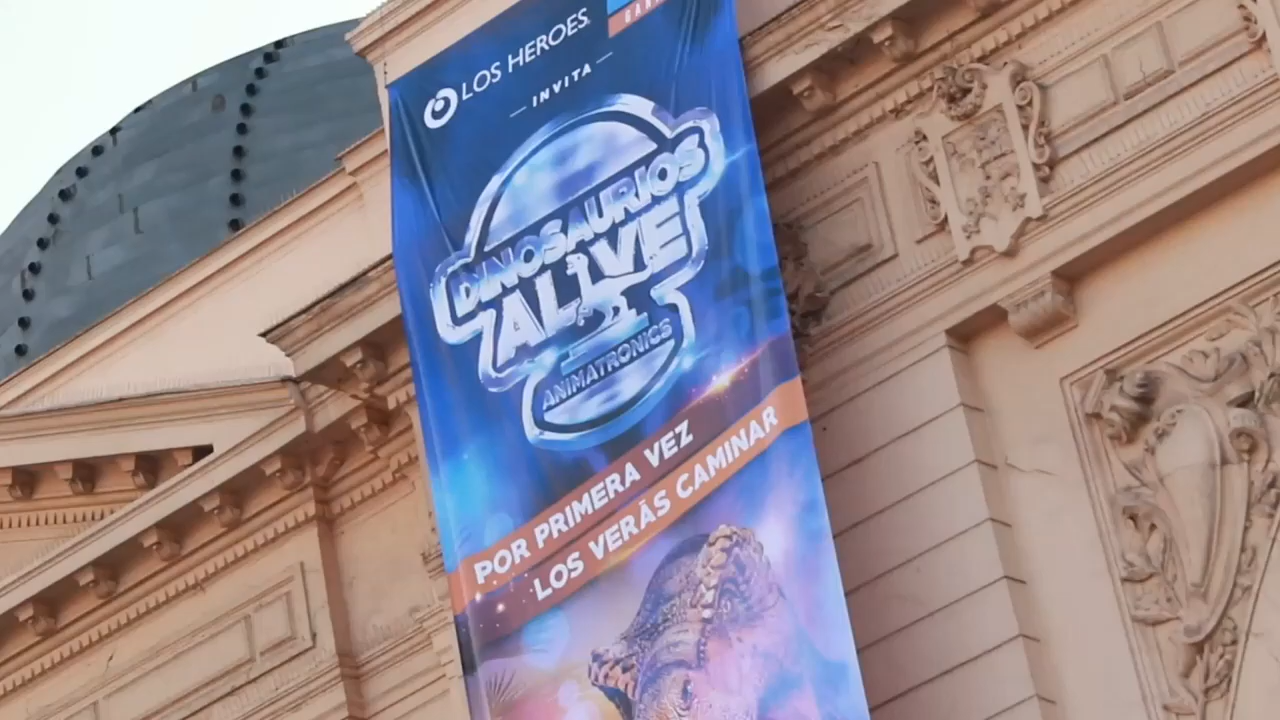 LOS HEROES
INVITA
DINOSAURIOS
ALIVE
ANIMATRONICS
POR PRIMERA VEZ
LOS VERÁS CAMINAR